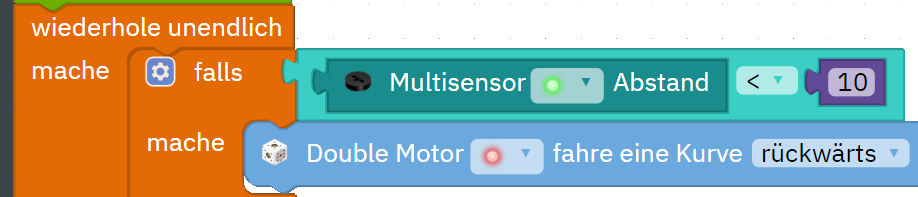 wiederhole unendlich
mache falls Multisensor Abstand < 10
mache Double Motor fahre eine Kurve rückwärts